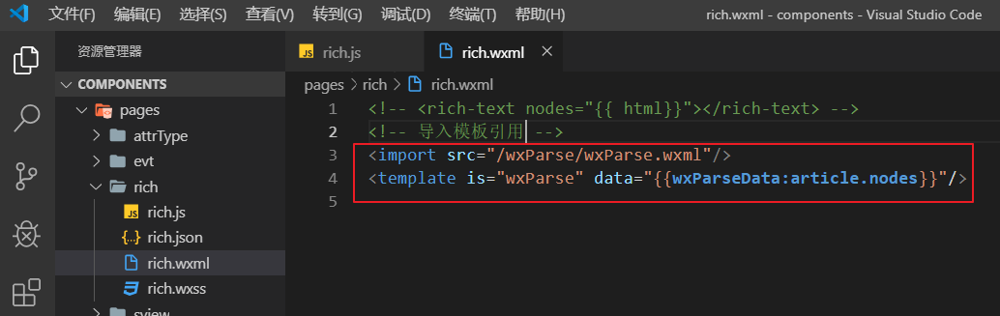 文件(F) 编辑(E) 选择(S) 查看(V) 转到(G) 调试(D) 终端(T) 帮助(H) rich.wxml - components - Visual Studio Code
资源管理器
JS rich.js
rich.wxml ×
COMPONENTS
pages > rich > rich.wxml
pages
attrType
evt
rich
JS rich.js
{..} rich.json
rich.wxml
rich.wxss
sview
1 <!-- <rich-text nodes="{{ html}}"></rich-text> -->
2 <!-- 导入模板引用 -->
3 <import src="/wxParse/wxParse.wxml"/>
4 <template is="wxParse" data="{{wxParseData:article.nodes}}"/>
5